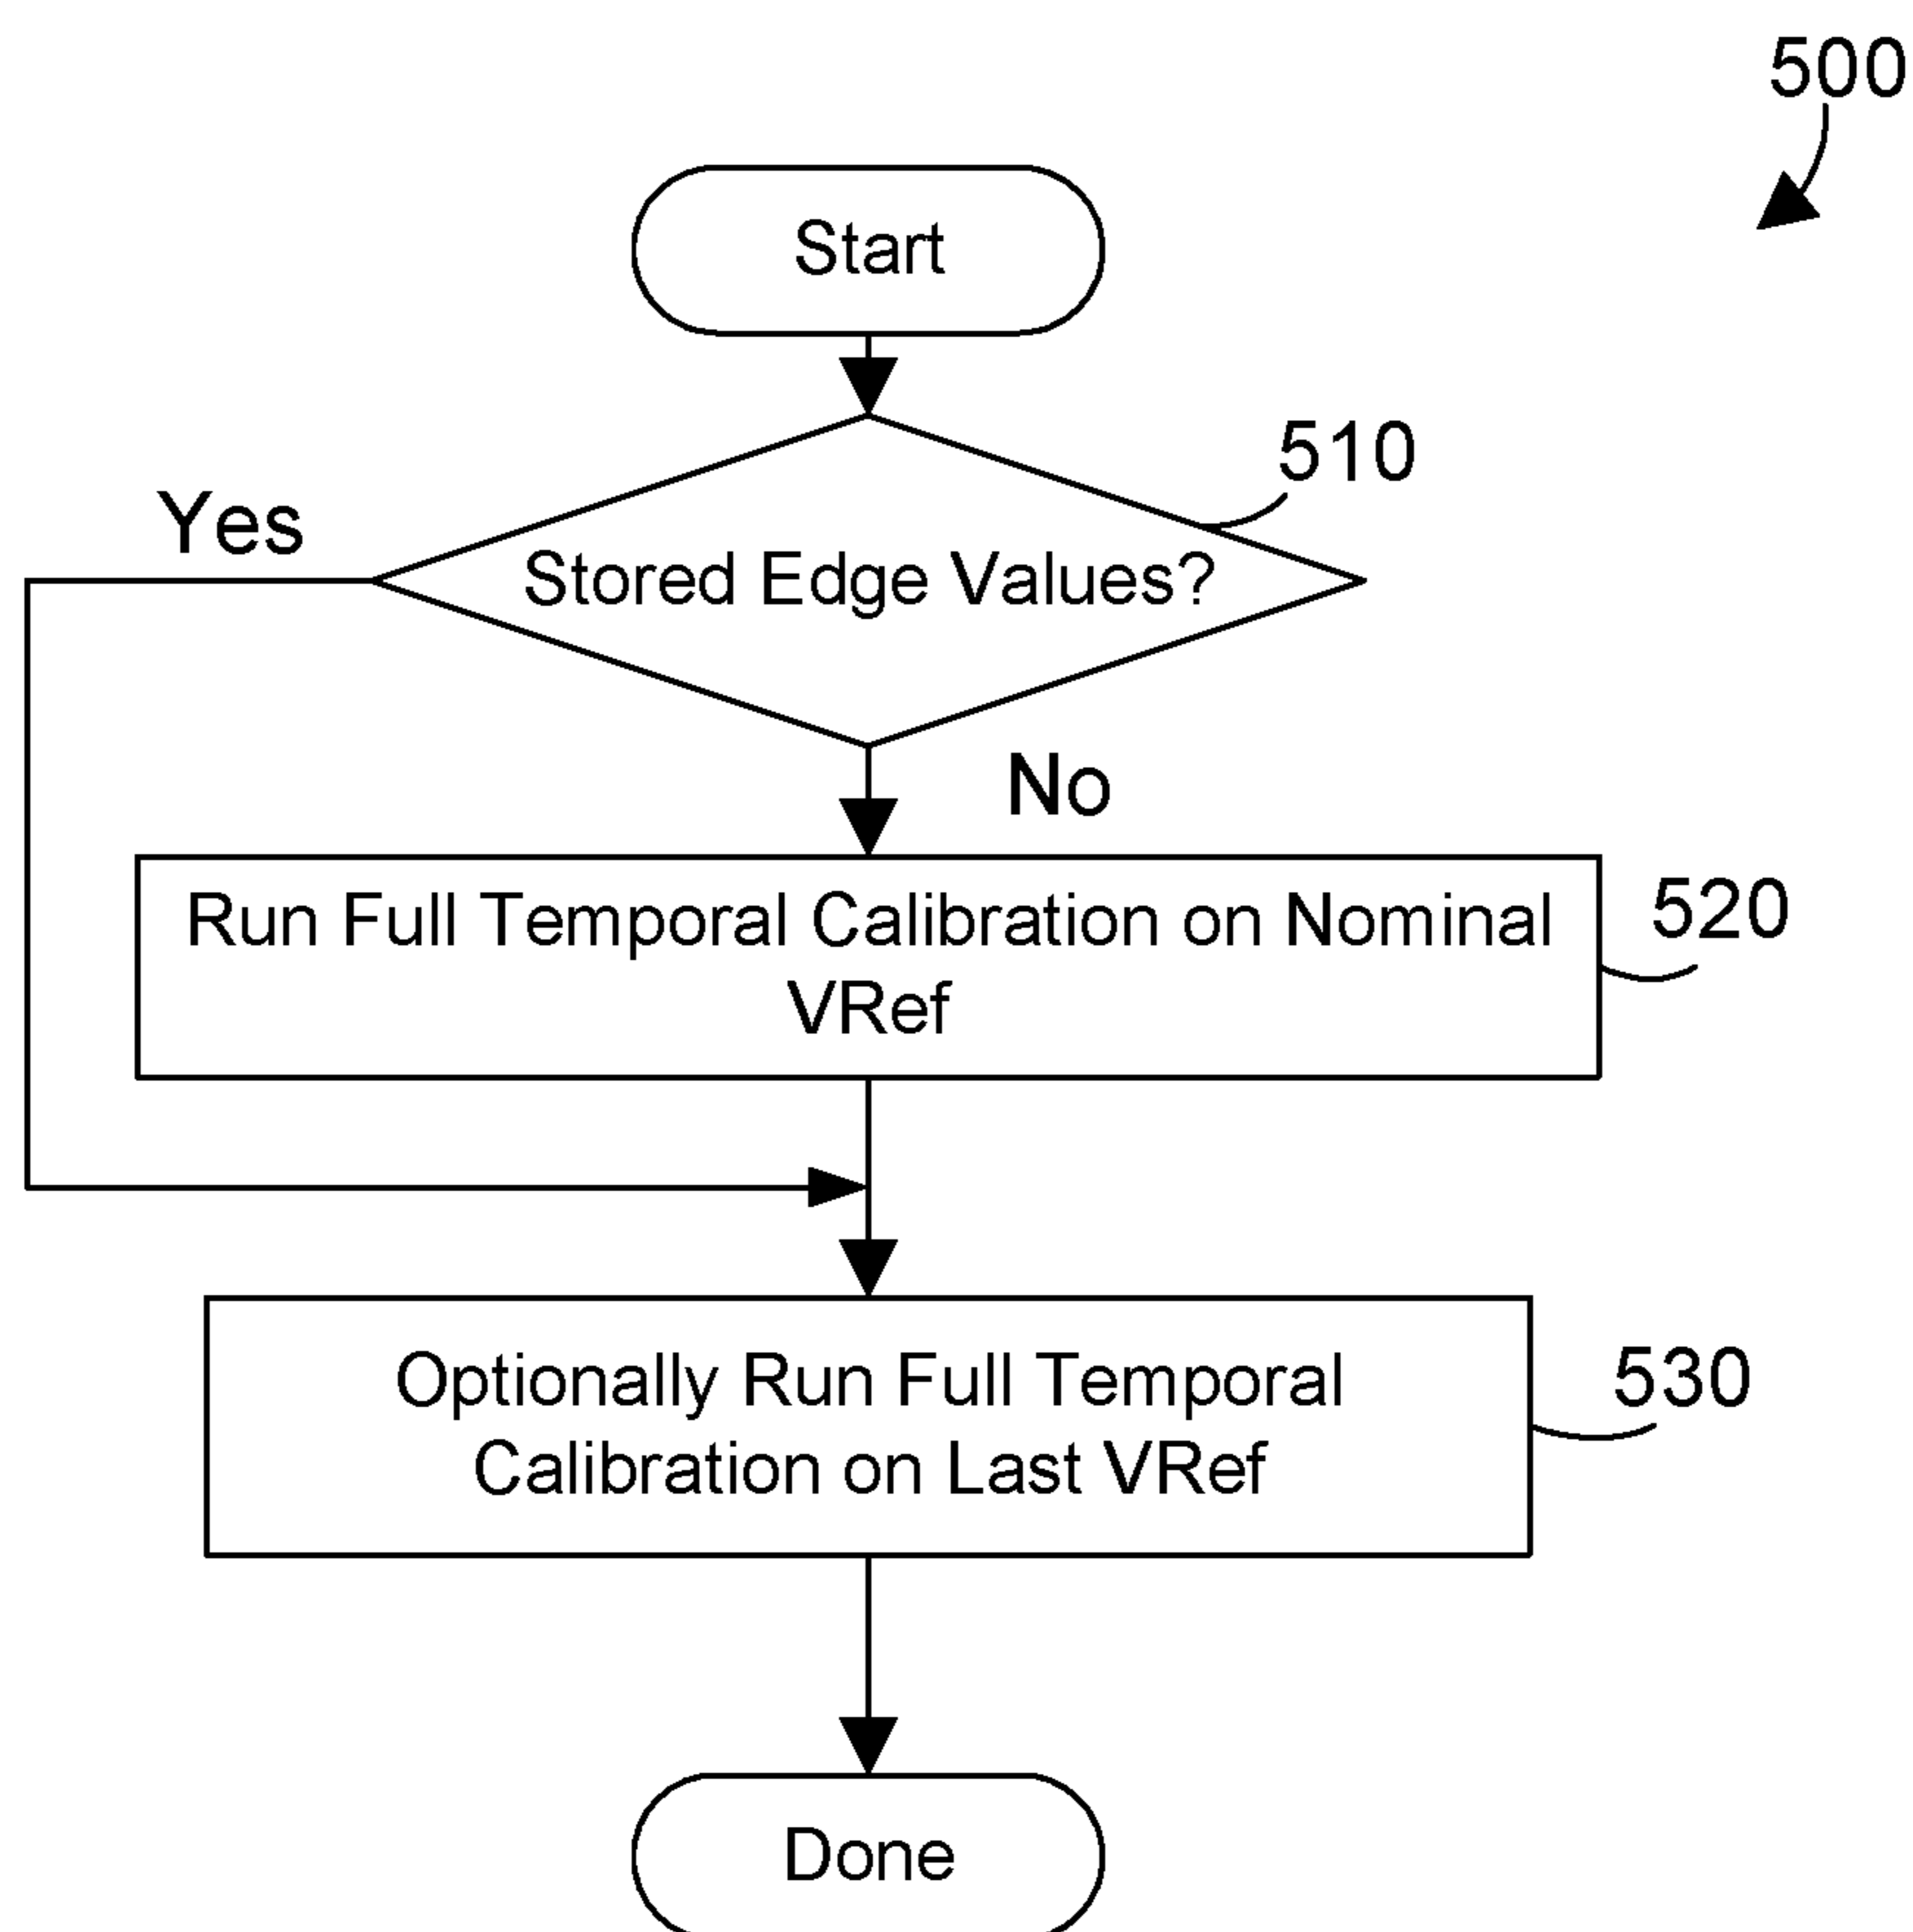 500
Start
510
Yes
Stored Edge Values?
No
Run Full Temporal Calibration on Nominal
VRef
520
Optionally Run Full Temporal
Calibration on Last VRef
530
Done